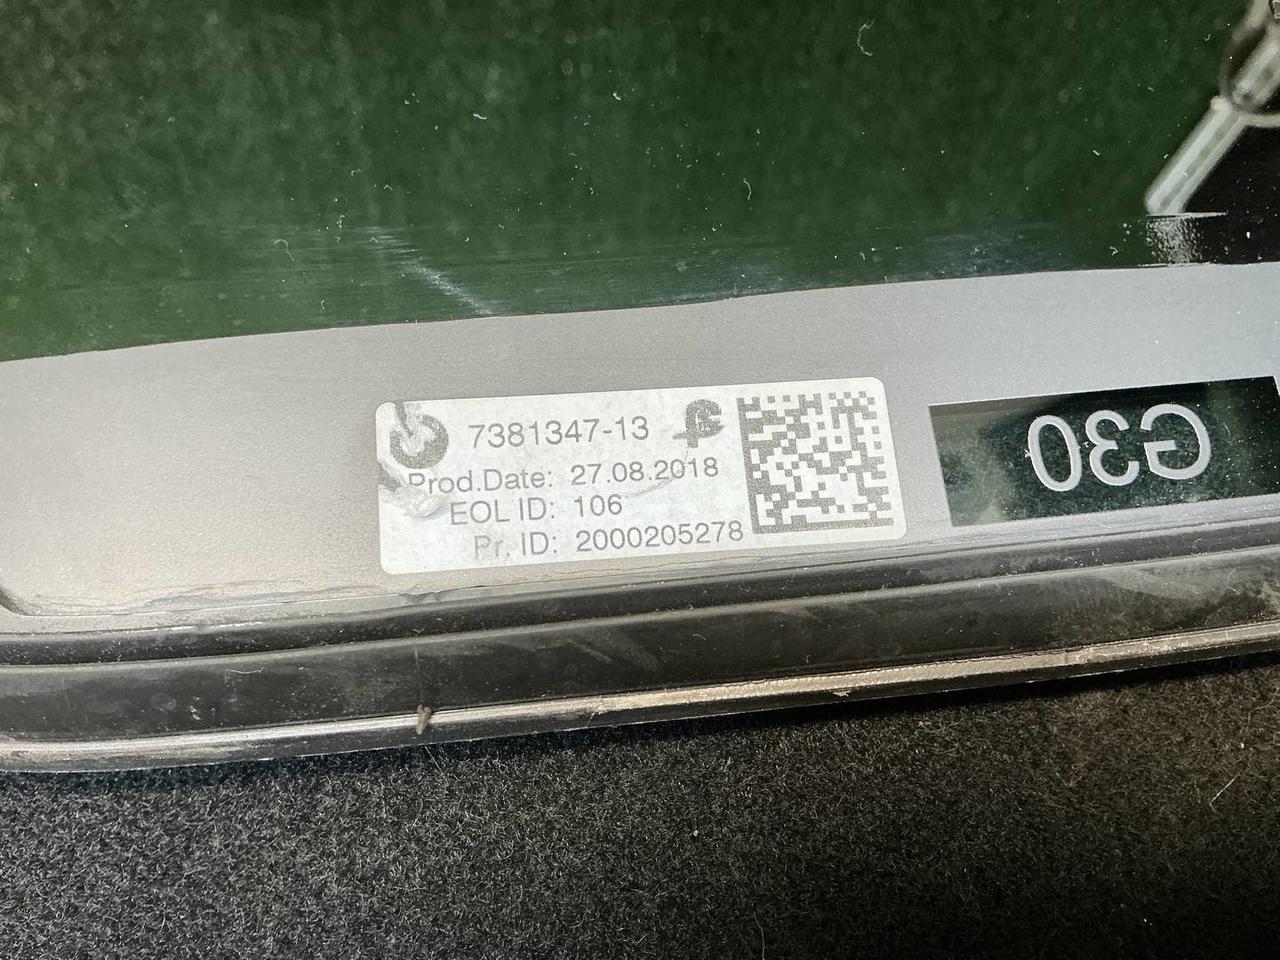 7381347-13
Prod.Date: 27.08.2018
EOL ID: 106
Pr. ID: 2000205278
G30